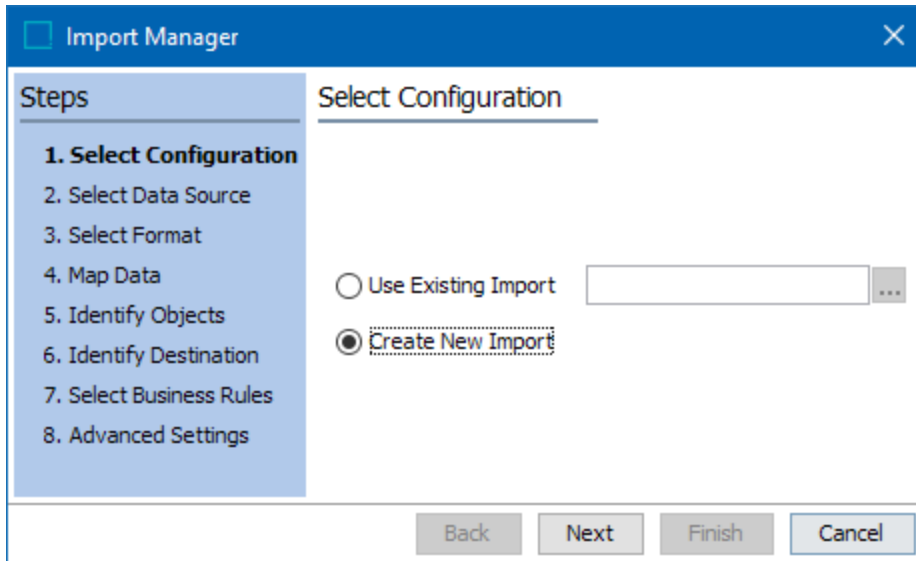 Import Manager
Steps
1. Select Configuration
2. Select Data Source
3. Select Format
4. Map Data
5. Identify Objects
6. Identify Destination
7. Select Business Rules
8. Advanced Settings
Select Configuration
Use Existing Import
...
Create New Import
Back
Next
Finish
Cancel